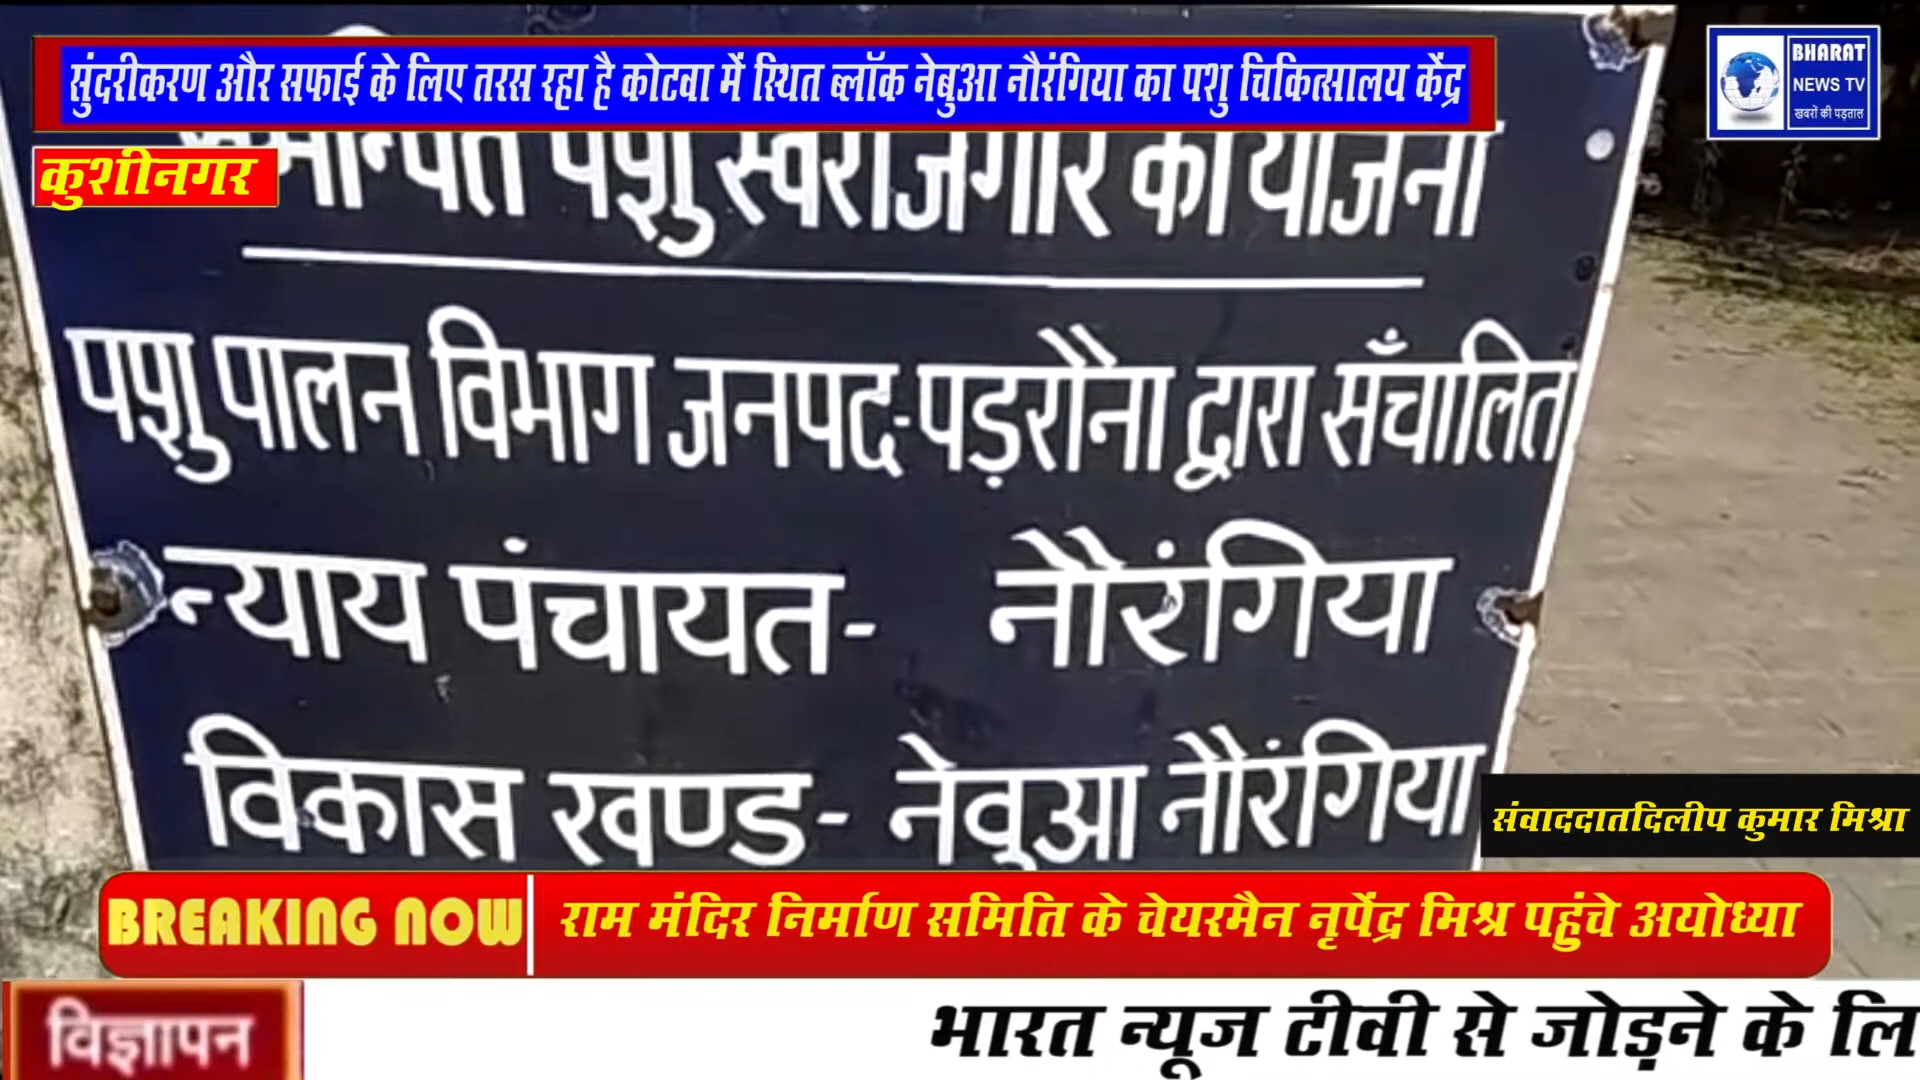 सुंदरीकरण और सफाई के लिए तरस रहा है कोटवा में स्थित ब्लॉक नेबुआ नौरंगिया का पशु चिकित्सालय केंद्र
BHARAT
NEWS TV
खबरों की पड़ताल
कुशीनगर
पशु स्वरोजगार की योजना
पशु पालन विभाग जनपद-पड़रौना द्वारा सँचालित
न्याय पंचायत- नौरंगिया
विकास खण्ड- नेवुआ नौरंगिया
संवाददातदिलीप कुमार मिश्रा
BREAKING NOW
राम मंदिर निर्माण समिति के चेयरमैन नृपेंद्र मिश्र पहुंचे अयोध्या
विज्ञापन
भारत न्यूज टीवी से जोड़ने के लि